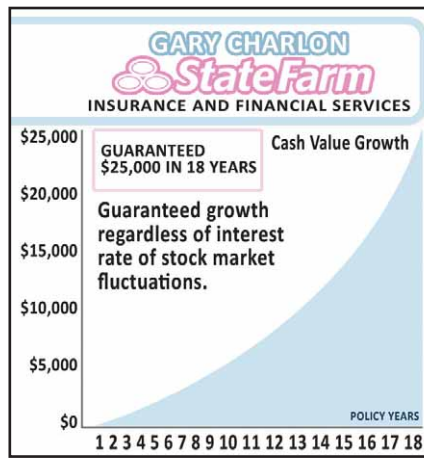 GARY CHARLON
StateFarm
INSURANCE AND FINANCIAL SERVICES
$25,000
GUARANTEED
$25,000 IN 18 YEARS
Cash Value Growth
$20,000
Guaranteed growth
regardless of interest
rate of stock market
fluctuations.
$15,000
$10,000
$5,000
$0
POLICY YEARS
1 2 3 4 5 6 7 8 9 10 11 12 13 14 15 16 17 18